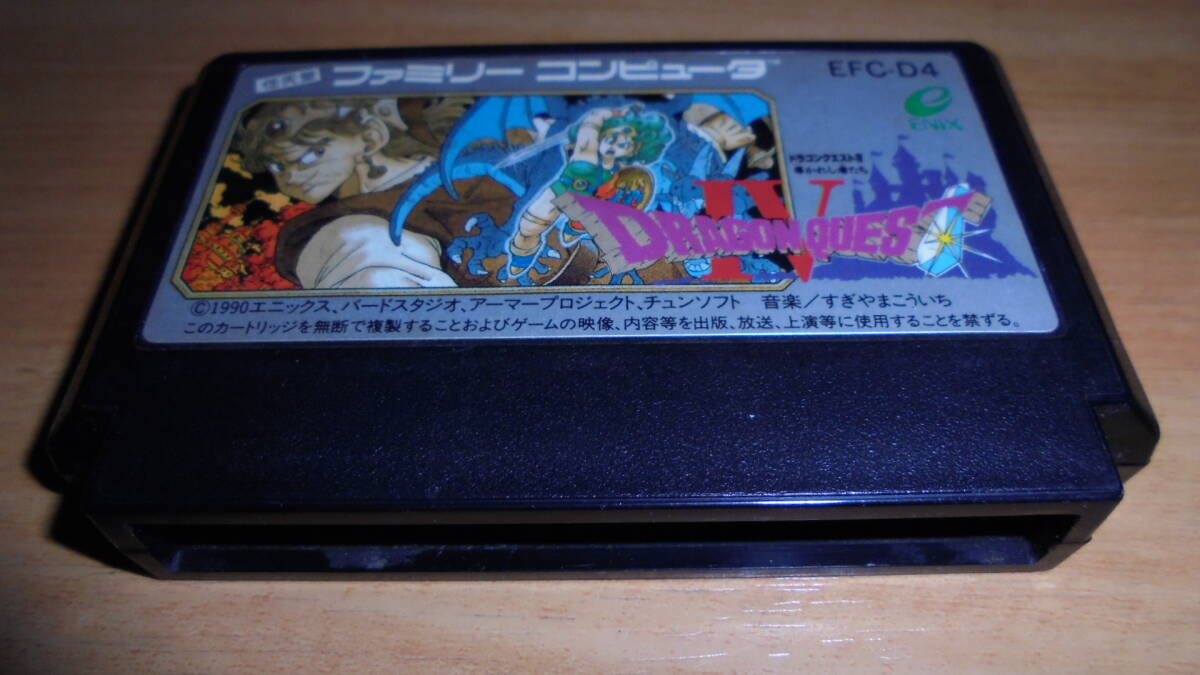 ファミリー コンピュータ™
EFC-D4
ENIX
ドラゴンクエストIV
導かれし者たち
IV
DRAGON QUEST
©1990エニックス、バードスタジオ、アーマープロジェクト、チュンソフト 音楽/すぎやまこういち
このカートリッジを無断で複製することおよびゲームの映像、内容等を出版、放送、上演等に使用することを禁ずる。